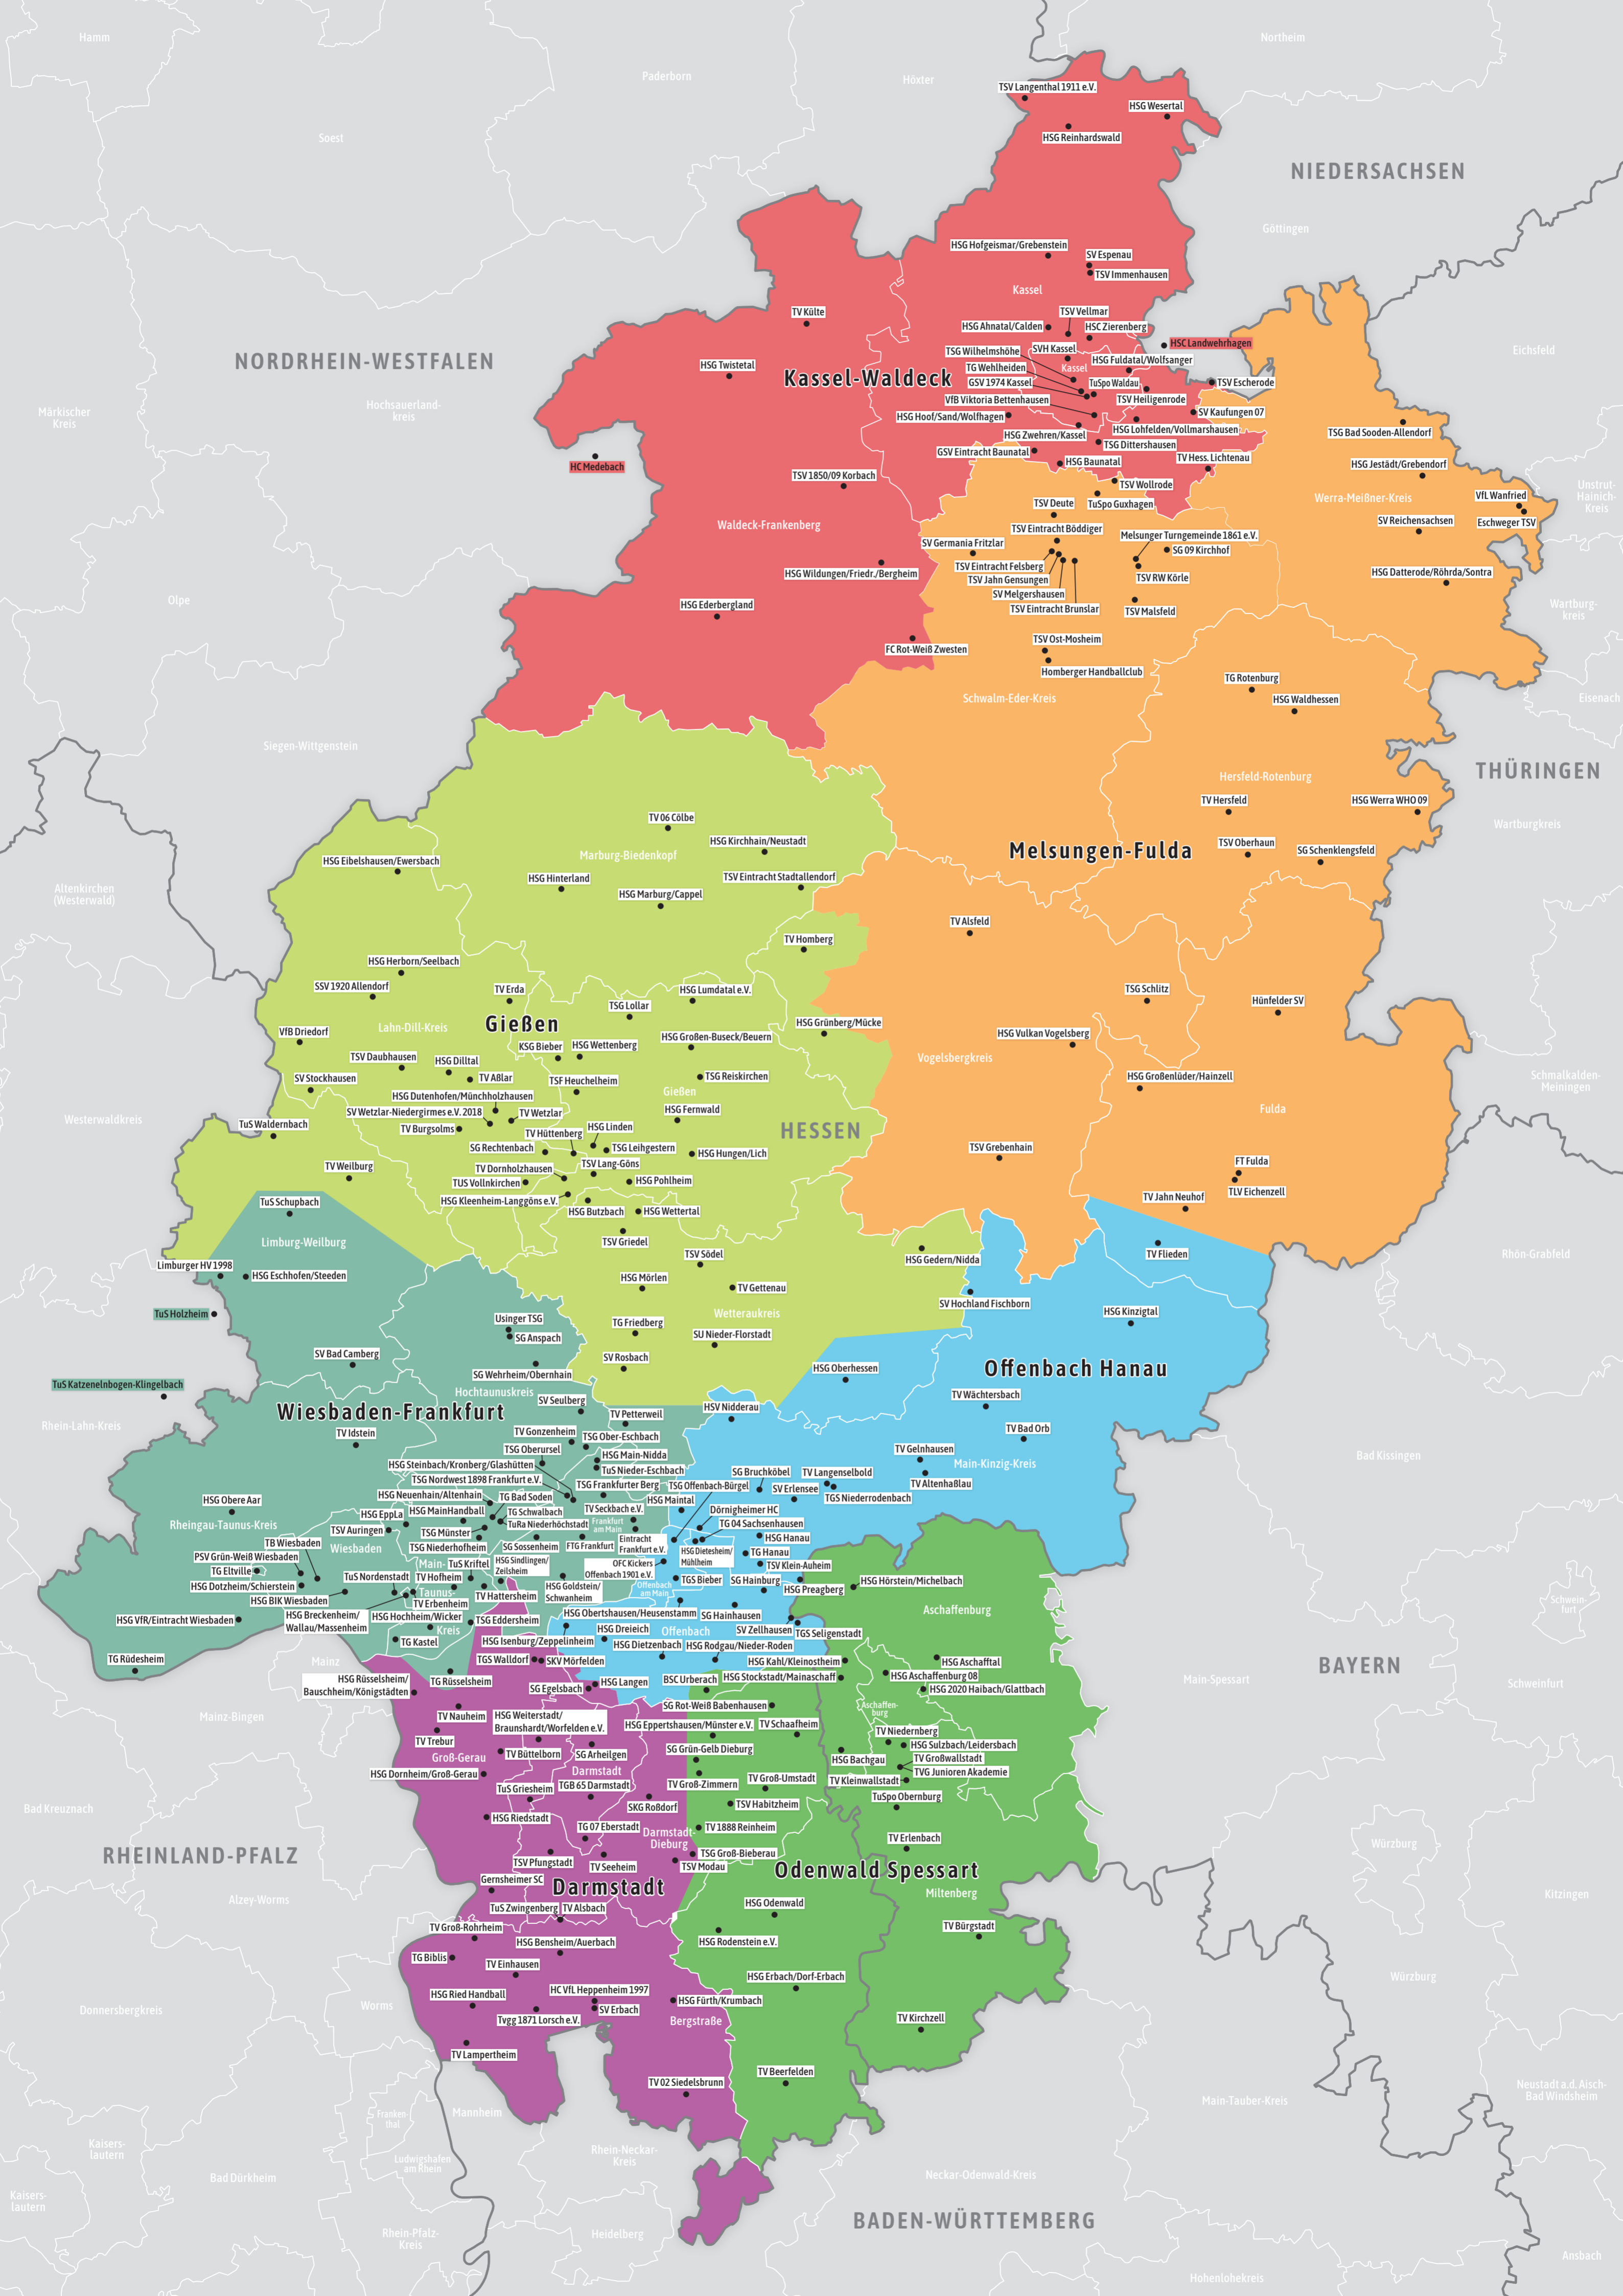 Hamm
Northeim
Paderborn
Höxter
TSV Langenthal 1911 e.V.
HSG Wesertal
Soest
HSG Reinhardswald
NIEDERSACHSEN
Göttingen
HSG Hofgeismar/Grebenstein
SV Espenau
TSV Immenhausen
Kassel
TV Külte
TSV Vellmar
HSG Ahnatal/Calden
HSC Zierenberg
HSC Landwehrhagen
NORDRHEIN-WESTFALEN
HSG Twistetal
TSG Wilhelmshöhe
SVH Kassel
HSG Fuldatal/Wolfsanger
Eichsfeld
TG Wehlheiden
Kassel
Kassel-Waldeck
GSV 1974 Kassel
TuSpo Waldau
TSV Escherode
Märkischer
Kreis
Hochsauerland-
kreis
VfB Viktoria Bettenhausen
TSV Heiligenrode
HSG Hoof/Sand/Wolfhagen
SV Kaufungen 07
HSG Zwehren/Kassel
HSG Lohfelden/Vollmarshausen
TSG Bad Sooden-Allendorf
TSG Dittershausen
GSV Eintracht Baunatal
HSG Baunatal
TV Hess. Lichtenau
HC Medebach
HSG Jestädt/Grebendorf
TSV 1850/09 Korbach
TSV Wollrode
Werra-Meißner-Kreis
VfL Wanfried
Unstrut-
Hainich-
Kreis
TSV Deute
TuSpo Guxhagen
Waldeck-Frankenberg
TSV Eintracht Böddiger
SV Reichensachsen
Eschweger TSV
Melsunger Turngemeinde 1861 e.V.
SV Germania Fritzlar
SG 09 Kirchhof
TSV Eintracht Felsberg
HSG Wildungen/Friedr./Bergheim
TSV Jahn Gensungen
TSV RW Körle
HSG Datterode/Röhrda/Sontra
SV Melgershausen
Olpe
HSG Ederbergland
TSV Eintracht Brunslar
TSV Malsfeld
Wartburg-
kreis
TSV Ost-Mosheim
FC Rot-Weiß Zwesten
Homberger Handballclub
TG Rotenburg
Schwalm-Eder-Kreis
HSG Waldhessen
Eisenach
Siegen-Wittgenstein
THÜRINGEN
Hersfeld-Rotenburg
TV Hersfeld
HSG Werra WHO 09
TV 06 Cölbe
Wartburgkreis
HSG Kirchhain/Neustadt
TSV Oberhaun
Melsungen-Fulda
SG Schenklengsfeld
Marburg-Biedenkopf
HSG Eibelshausen/Ewersbach
HSG Hinterland
TSV Eintracht Stadtallendorf
HSG Marburg/Cappel
Altenkirchen
(Westerwald)
TV Alsfeld
TV Homberg
HSG Herborn/Seelbach
SSV 1920 Allendorf
TV Erda
HSG Lumdatal e.V.
TSG Schlitz
TSG Lollar
Hünfelder SV
Lahn-Dill-Kreis
Gießen
HSG Grünberg/Mücke
VfB Driedorf
HSG Großen-Buseck/Beuern
HSG Vulkan Vogelsberg
KSG Bieber
HSG Wettenberg
TSV Daubhausen
HSG Dilltal
Vogelsbergkreis
SV Stockhausen
TV Aßlar
TSF Heuchelheim
TSG Reiskirchen
HSG Großenlüder/Hainzell
Schmalkalden-
Meiningen
Gießen
HSG Dutenhofen/Münchholzhausen
SV Wetzlar-Niedergirmes e.V. 2018
TV Wetzlar
HSG Fernwald
Fulda
Westerwaldkreis
TuS Waldernbach
TV Burgsolms
HSG Linden
TV Hüttenberg
HESSEN
SG Rechtenbach
TSG Leihgestern
HSG Hungen/Lich
TSV Grebenhain
TV Weilburg
TV Dornholzhausen
TSV Lang-Göns
FT Fulda
TUS Vollnkirchen
HSG Pohlheim
TLV Eichenzell
TuS Schupbach
HSG Kleenheim-Langgöns e.V.
HSG Butzbach
HSG Wettertal
TV Jahn Neuhof
Limburg-Weilburg
TSV Griedel
TSV Södel
HSG Gedern/Nidda
TV Flieden
Rhön-Grabfeld
Limburger HV 1998
HSG Eschhofen/Steeden
HSG Mörlen
TV Gettenau
TuS Holzheim
SV Hochland Fischborn
Wetteraukreis
HSG Kinzigtal
Usinger TSG
TG Friedberg
SG Anspach
SU Nieder-Florstadt
SV Bad Camberg
SV Rosbach
SG Wehrheim/Obernhain
HSG Oberhessen
Offenbach Hanau
TuS Katzenelnbogen-Klingelbach
Hochtaunuskreis
TV Wächtersbach
SV Seulberg
Wiesbaden-Frankfurt
TV Petterweil
HSV Nidderau
Rhein-Lahn-Kreis
TV Idstein
TV Gonzenheim
TSG Ober-Eschbach
TV Bad Orb
TSG Oberursel
HSG Main-Nidda
TV Gelnhausen
Bad Kissingen
HSG Steinbach/Kronberg/Glashütten
TuS Nieder-Eschbach
Main-Kinzig-Kreis
TSG Nordwest 1898 Frankfurt e.V.
TSG Frankfurter Berg
TSG Offenbach-Bürgel
SG Bruchköbel
TV Langenselbold
TV Altenhaßlau
HSG Neuenhain/Altenhain
TG Bad Soden
HSG Maintal
SV Erlensee
TGS Niederrodenbach
HSG Obere Aar
HSG EppLa
HSG MainHandball
TG Schwalbach
TV Seckbach e.V.
Dörnigheimer HC
Rheingau-Taunus-Kreis
TSV Auringen
TSG Münster
TuRa Niederhöchstadt
Frankfurt
am Main
TG 04 Sachsenhausen
TB Wiesbaden
Wiesbaden
TSG Niederhofheim
SG Sossenheim
FTG Frankfurt
Eintracht
Frankfurt e.V.
HSG Dietesheim/
Mühlheim
HSG Hanau
PSV Grün-Weiß Wiesbaden
Main-
TuS Kriftel
HSG Sindlingen/
Zeilsheim
OFC Kickers
Offenbach 1901 e.V.
TG Hanau
TSV Klein-Auheim
TG Eltville
TuS Nordenstadt
TV Hofheim
HSG Goldstein/
Schwanheim
Offenbach
am Main
TGS Bieber
SG Hainburg
HSG Preagberg
HSG Hörstein/Michelbach
HSG Dotzheim/Schierstein
Taunus-
TV Hattersheim
HSG BIK Wiesbaden
TV Erbenheim
HSG VfR/Eintracht Wiesbaden
HSG Breckenheim/
Wallau/Massenheim
HSG Hochheim/Wicker
Kreis
TSG Eddersheim
HSG Obertshausen/Heusenstamm
SG Hainhausen
Aschaffenburg
Schwein-
furt
TG Kastel
HSG Isenburg/Zeppelinheim
HSG Dreieich
Offenbach
SV Zellhausen
TGS Seligenstadt
HSG Dietzenbach
HSG Rodgau/Nieder-Roden
TG Rüdesheim
Mainz
TGS Walldorf
SKV Mörfelden
HSG Kahl/Kleinostheim
HSG Aschafftal
BAYERN
HSG Rüsselsheim/
Bauschheim/Königstädten
TG Rüsselsheim
SG Egelsbach
HSG Langen
BSC Urberach
HSG Stockstadt/Mainaschaff
HSG Aschaffenburg 08
Main-Spessart
Schweinfurt
HSG 2020 Haibach/Glattbach
Mainz-Bingen
TV Nauheim
HSG Weiterstadt/
Braunshardt/Worfelden e.V.
SG Rot-Weiß Babenhausen
Aschaffen-
burg
HSG Eppertshausen/Münster e.V.
TV Schaafheim
TV Trebur
TV Niedernberg
Groß-Gerau
TV Büttelborn
SG Arheilgen
SG Grün-Gelb Dieburg
HSG Bachgau
HSG Sulzbach/Leidersbach
TV Großwallstadt
HSG Dornheim/Groß-Gerau
Darmstadt
TV Groß-Zimmern
TV Groß-Umstadt
TV Kleinwallstadt
TVG Junioren Akademie
TuS Griesheim
TGB 65 Darmstadt
TuSpo Obernburg
Bad Kreuznach
SKG Roßdorf
TSV Habitzheim
HSG Riedstadt
TG 07 Eberstadt
TV 1888 Reinheim
Darmstadt-
Dieburg
TV Erlenbach
Würzburg
RHEINLAND-PFALZ
TSV Pfungstadt
TV Seeheim
TSG Groß-Bieberau
TSV Modau
Odenwald Spessart
Gernsheimer SC
Darmstadt
Miltenberg
Kitzingen
Alzey-Worms
TuS Zwingenberg
TV Alsbach
HSG Odenwald
TV Groß-Rohrheim
TV Bürgstadt
HSG Bensheim/Auerbach
HSG Rodenstein e.V.
TG Biblis
TV Einhausen
HSG Erbach/Dorf-Erbach
Würzburg
HSG Ried Handball
HC VfL Heppenheim 1997
HSG Fürth/Krumbach
Donnersbergkreis
Worms
SV Erbach
Tvgg 1871 Lorsch e.V.
Bergstraße
TV Kirchzell
TV Lampertheim
TV Beerfelden
TV 02 Siedelsbrunn
Neustadt a.d. Aisch-
Bad Windsheim
Main-Tauber-Kreis
Franken-
thal
Mannheim
Kaisers-
lautern
Rhein-Neckar-
Kreis
Ludwigshafen
am Rhein
Bad Dürkheim
Neckar-Odenwald-Kreis
Kaisers-
lautern
BADEN-WÜRTTEMBERG
Rhein-Pfalz-
Kreis
Heidelberg
Ansbach
Hohenlohekreis